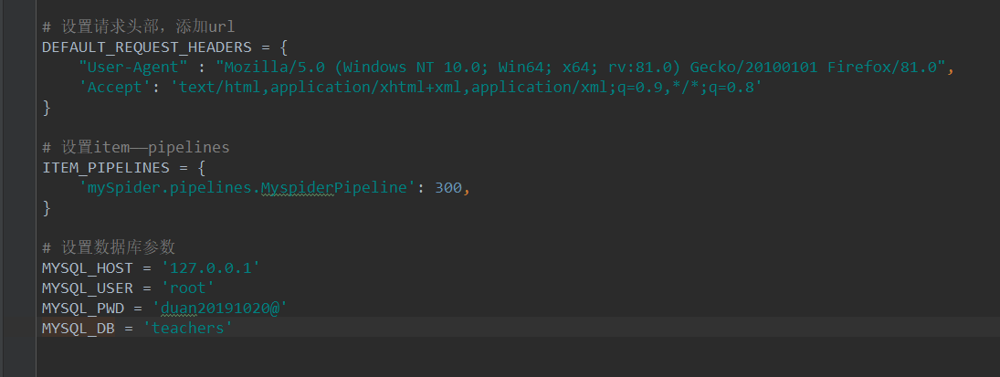 # 设置请求头部，添加url
DEFAULT_REQUEST_HEADERS = {
    "User-Agent" : "Mozilla/5.0 (Windows NT 10.0; Win64; x64; rv:81.0) Gecko/20100101 Firefox/81.0",
    'Accept': 'text/html,application/xhtml+xml,application/xml;q=0.9,*/*;q=0.8'
}
# 设置item——pipelines
ITEM_PIPELINES = {
    'mySpider.pipelines.MyspiderPipeline': 300,
}
# 设置数据库参数
MYSQL_HOST = '127.0.0.1'
MYSQL_USER = 'root'
MYSQL_PWD = 'duan20191020@'
MYSQL_DB = 'teachers'